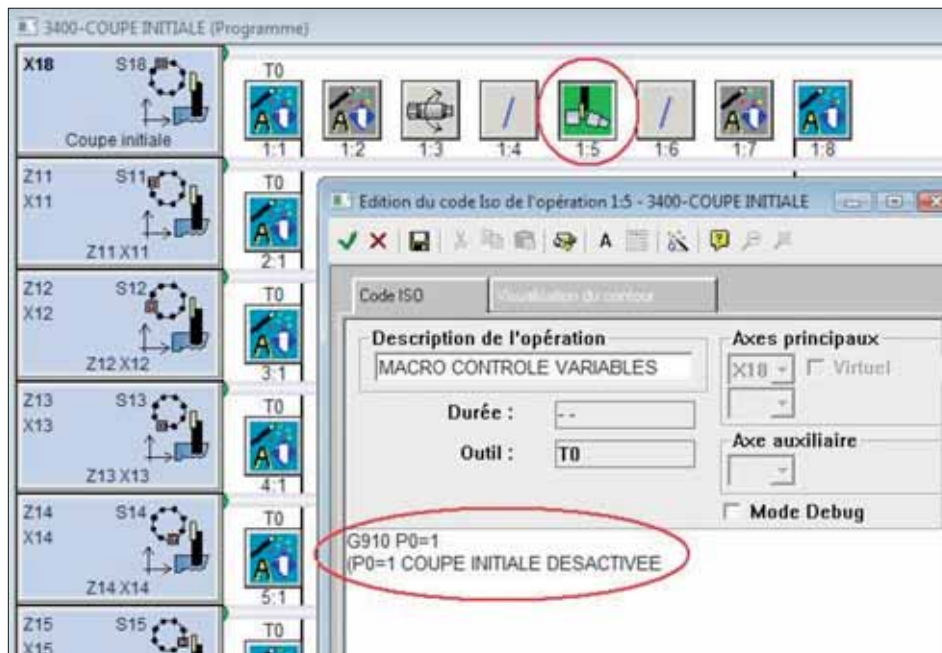 3400-COUPE INITIALE (Programme)
X18 S18
Coupe initiale
T0
1:1 1:2 1:3 1:4 1:5 1:6 1:7 1:8
Z11 S11
X11
Z11 X11
T0
2:1
Z12 S12
X12
Z12 X12
T0
3:1
Z13 S13
X13
Z13 X13
T0
4:1
Z14 S14
X14
Z14 X14
T0
5:1
Z15 S15
X15
T0
Edition du code Iso de l'opération 1:5 - 3400-COUPE INITIALE
Code ISO
Visualisation du contour
Description de l'opération
MACRO CONTROLE VARIABLES
Durée : --
Outil : T0
Axes principaux
X18 Virtuel
Axe auxiliaire
Mode Debug
G910 P0=1
(P0=1 COUPE INITIALE DESACTIVEE